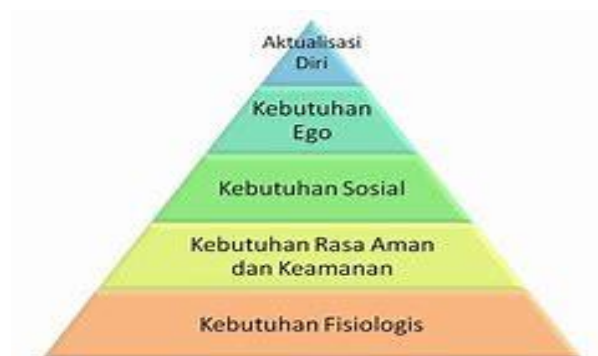 Aktualisasi
Diri
Kebutuhan
Ego
Kebutuhan Sosial
Kebutuhan Rasa Aman
dan Keamanan
Kebutuhan Fisiologis